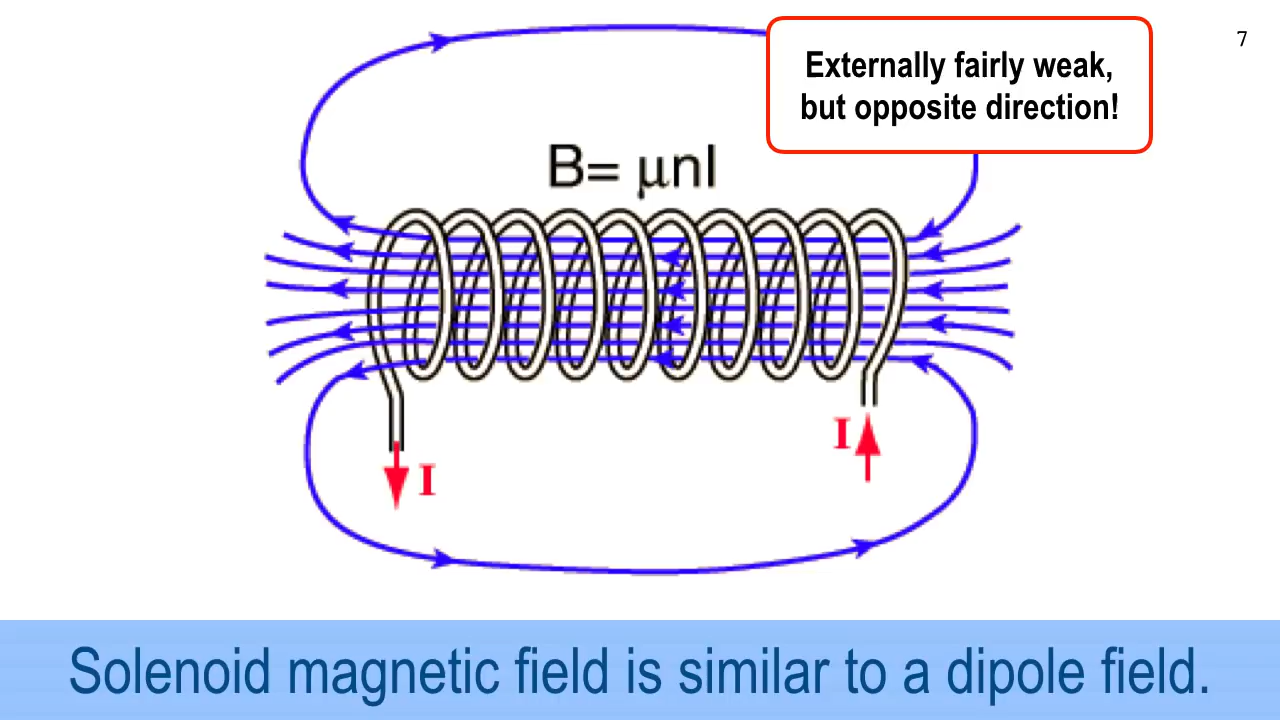 7
Externally fairly weak,
but opposite direction!
B= μnI
I
I
Solenoid magnetic field is similar to a dipole field.